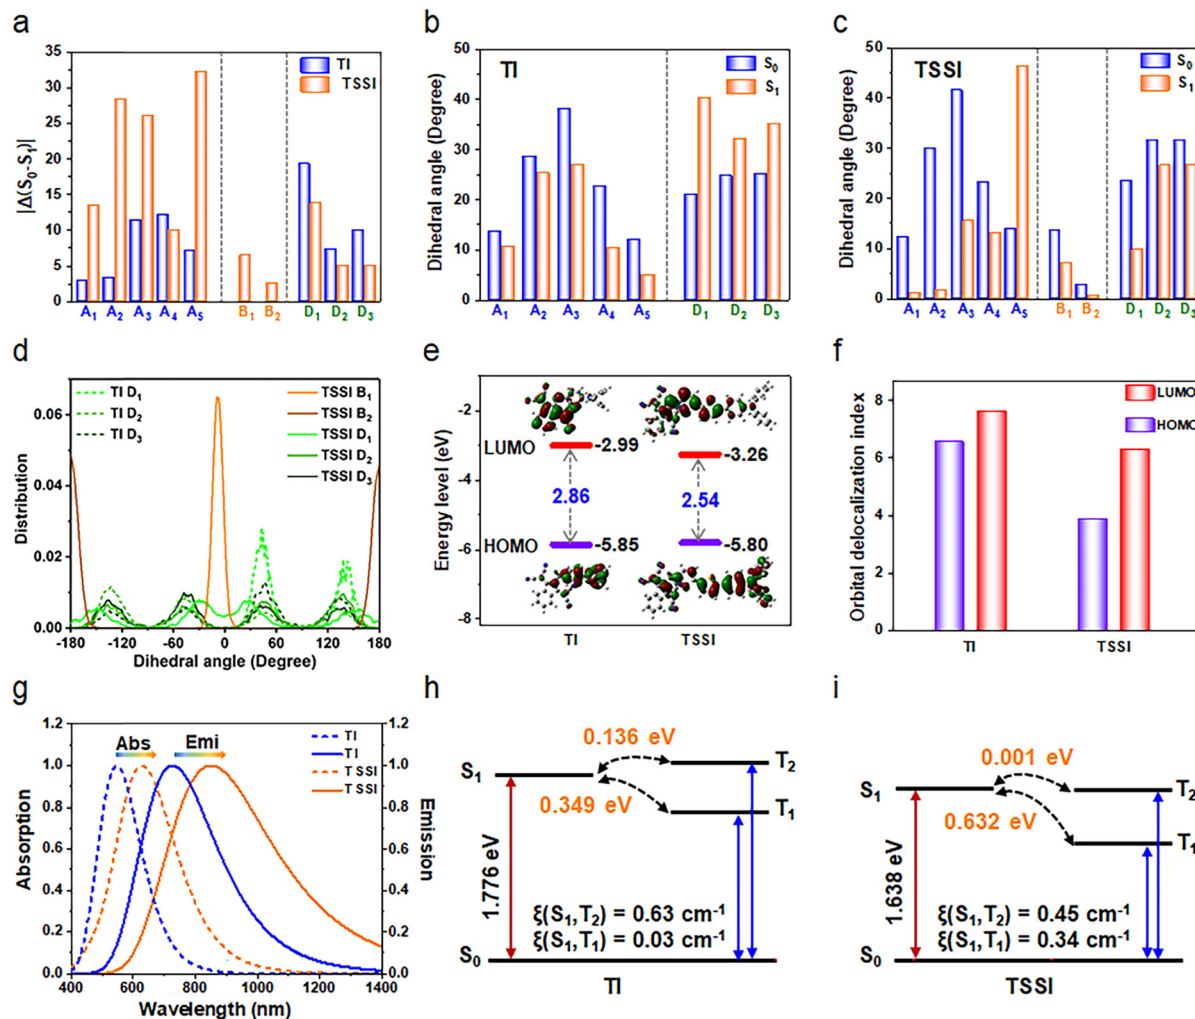 a
|Δ(S0-S1)|
35
30
25
20
15
10
5
0
TI
TSSI
A1 A2 A3 A4 A5 B1 B2 D1 D2 D3
b
Dihedral angle (Degree)
50
40
30
20
10
0
TI
S0
S1
A1 A2 A3 A4 A5 D1 D2 D3
c
Dihedral angle (Degree)
50
40
30
20
10
0
TSSI
S0
S1
A1 A2 A3 A4 A5 B1 B2 D1 D2 D3
d
Distribution
0.06
0.04
0.02
0.00
TI D1
TI D2
TI D3
TSSI B1
TSSI B2
TSSI D1
TSSI D2
TSSI D3
-180 -120 -60 0 60 120 180
Dihedral angle (Degree)
e
Energy level (eV)
-2
-4
-6
-8
LUMO
-2.99
-3.26
2.86
2.54
HOMO
-5.85
-5.80
TI TSSI
f
Orbital delocalization index
8
6
4
2
0
LUMO
HOMO
TI TSSI
g
Absorption
1.2
1.0
0.8
0.6
0.4
0.2
0.0
Abs Emi
TI
TI
TSSI
TSSI
1.2
1.0
0.8
0.6
0.4
0.2
0.0
Emission
400 600 800 1000 1200 1400
Wavelength (nm)
h
0.136 eV
S1
T2
0.349 eV
T1
1.776 eV
ξ(S1,T2) = 0.63 cm-1
ξ(S1,T1) = 0.03 cm-1
S0
TI
i
0.001 eV
S1
T2
0.632 eV
T1
1.638 eV
ξ(S1,T2) = 0.45 cm-1
ξ(S1,T1) = 0.34 cm-1
S0
TSSI